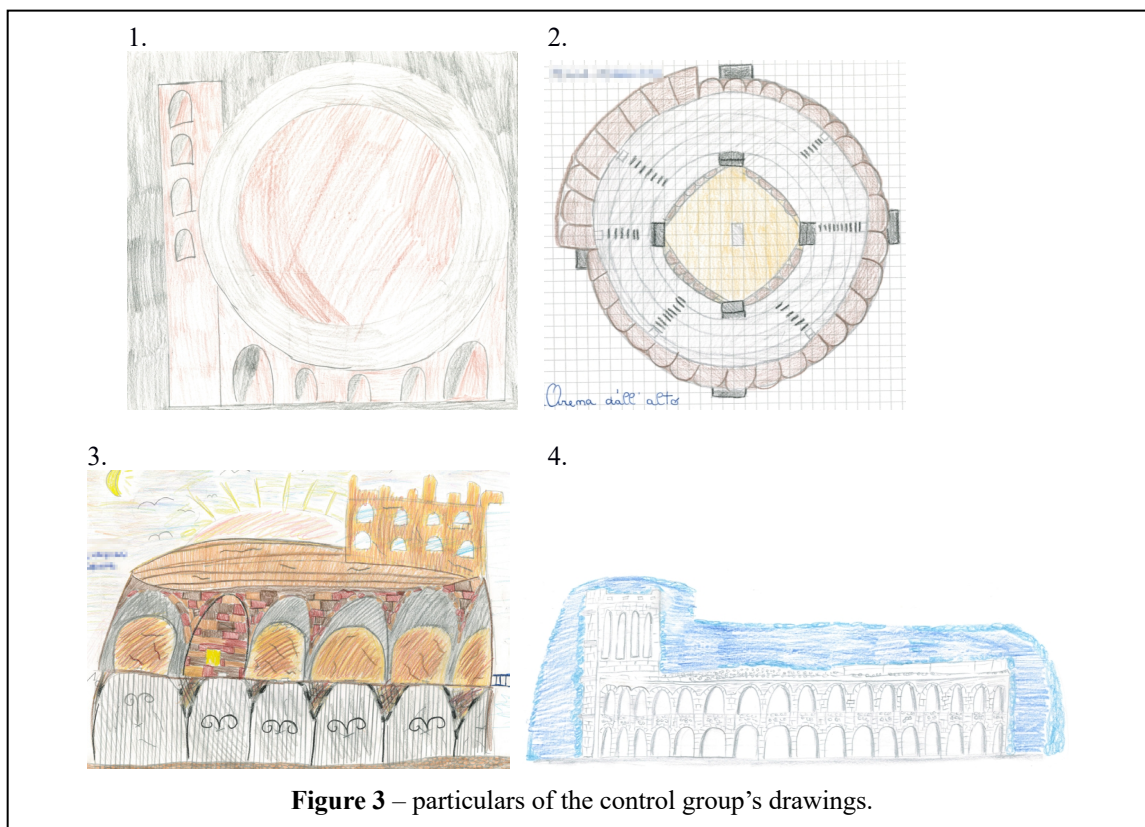 1.
2.
Arena dall'alto
3.
4.
Figure 3 – particulars of the control group's drawings.